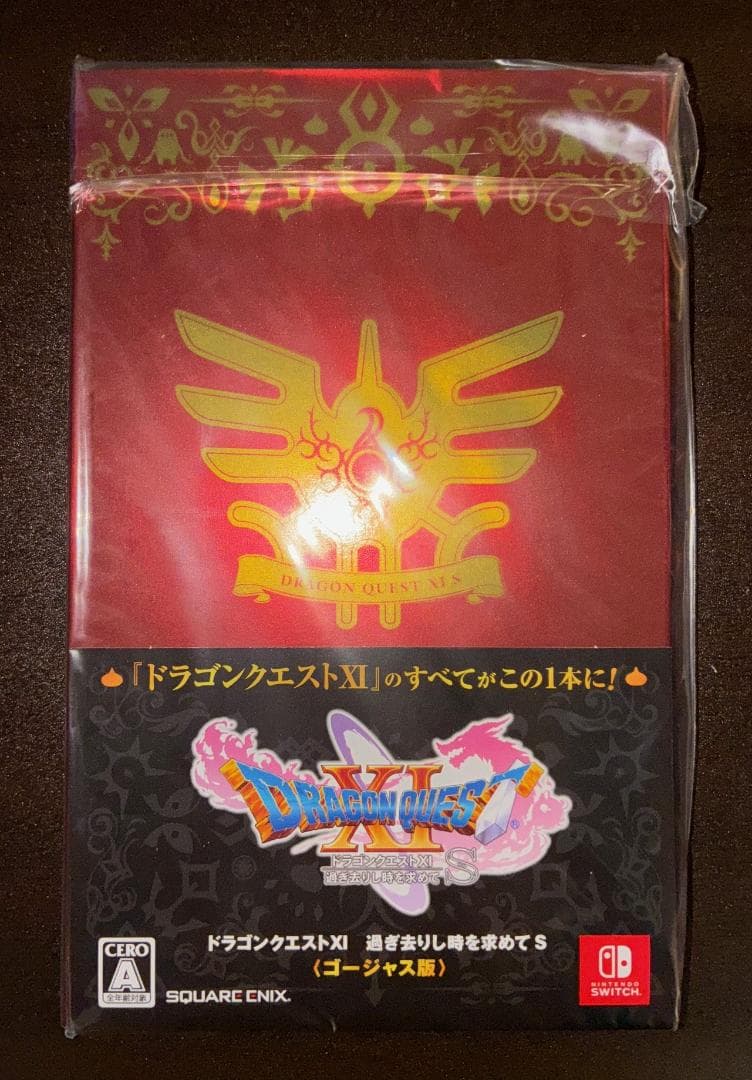 DRAGON QUEST XI S
『ドラゴンクエストXI』のすべてがこの1本に!
DRAGON QUEST
XI
®
ドラゴンクエストXI
過ぎ去りし時を求めて S
ドラゴンクエストXI 過ぎ去りし時を求めて S
〈ゴージャス版〉
CERO
A
全年齢対象
SQUARE ENIX.
NINTENDO
SWITCH